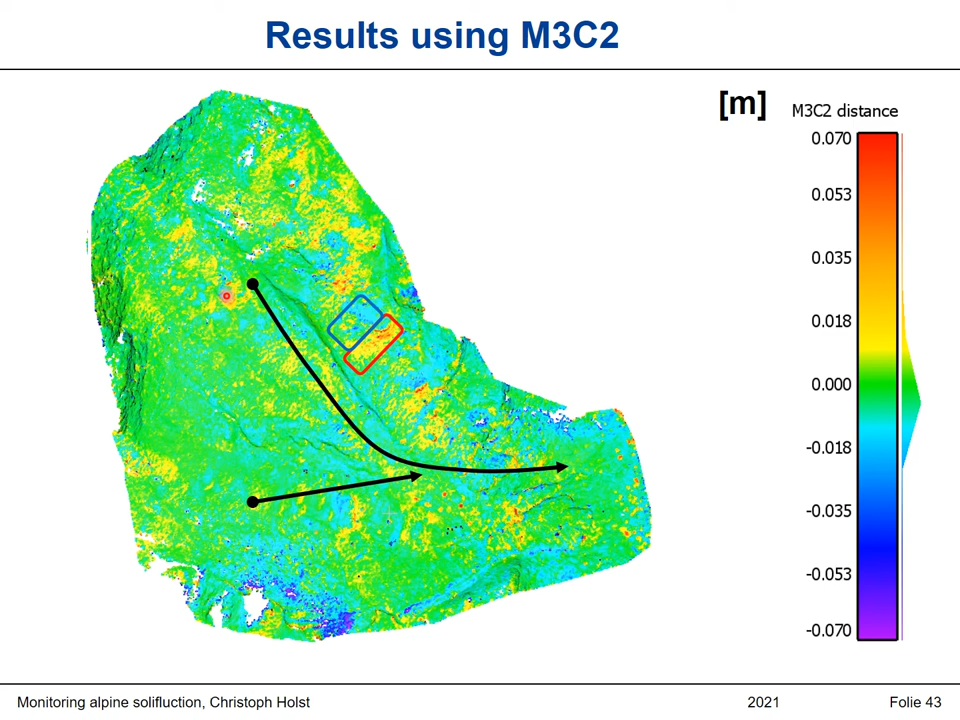 Results using M3C2
[m]
M3C2 distance
0.070
0.053
0.035
0.018
0.000
-0.018
-0.035
-0.053
-0.070
Monitoring alpine solifluction, Christoph Holst
2021
Folie 43